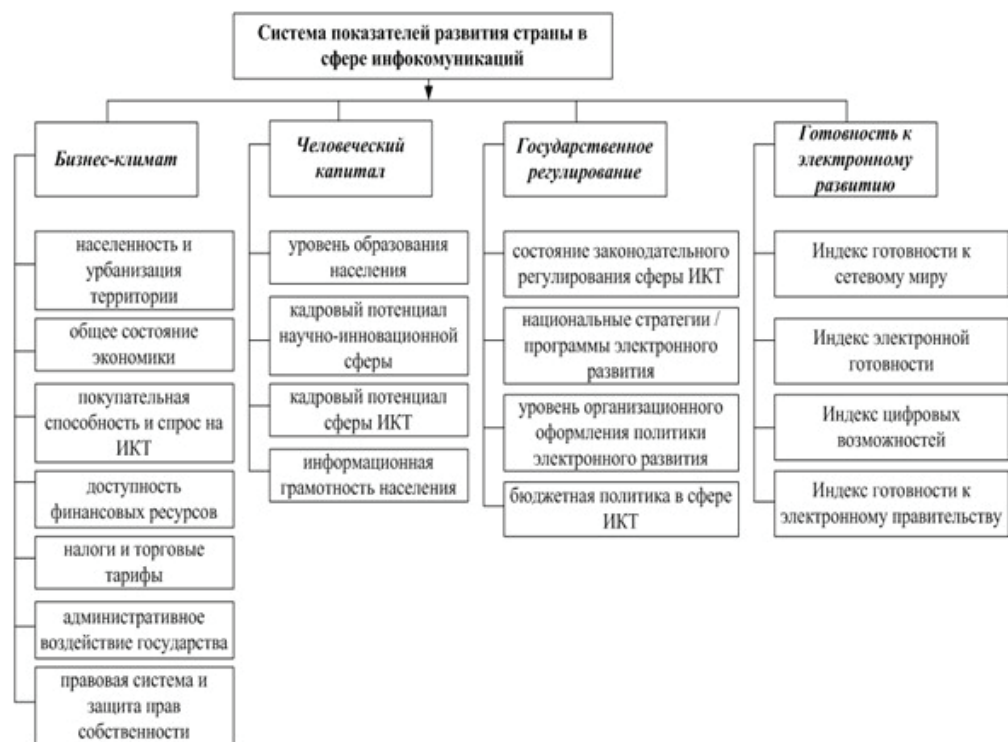 Система показателей развития страны в
сфере инфокомуникаций
Бизнес-климат
населенность и
урбанизация
территории
общее состояние
экономики
покупательная
способность и спрос на
ИКТ
доступность
финансовых ресурсов
налоги и торговые
тарифы
административное
воздействие государства
правовая система и
защита прав
собственности
Человеческий
капитал
уровень образования
населения
кадровый потенциал
научно-инновационной
сферы
кадровый потенциал
сферы ИКТ
информационная
грамотность населения
Государственное
регулирование
состояние законодательного
регулирования сферы ИКТ
национальные стратегии /
программы электронного
развития
уровень организационного
оформления политики
электронного развития
бюджетная политика в сфере
ИКТ
Готовность к
электронному
развитию
Индекс готовности к
сетевому миру
Индекс электронной
готовности
Индекс цифровых
возможностей
Индекс готовности к
электронному правительству